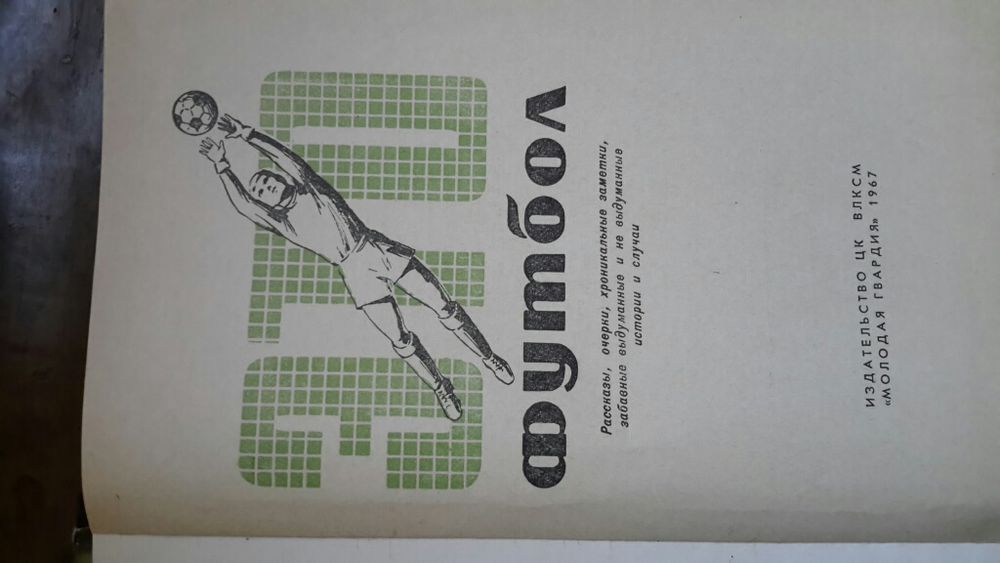 ЭТО
футбол
Рассказы, очерки, хроникальные заметки,
забавные выдуманные и не выдуманные
истории и случаи
ИЗДАТЕЛЬСТВО ЦК ВЛКСМ
«МОЛОДАЯ ГВАРДИЯ» 1967